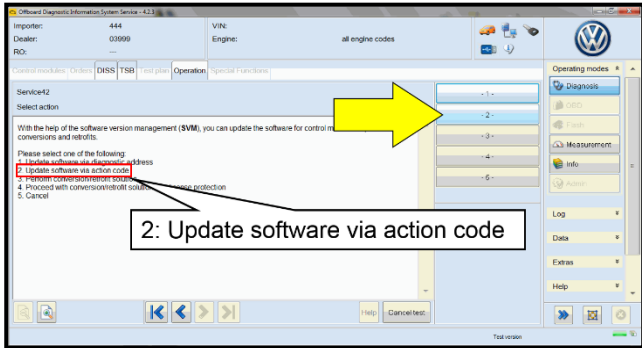 Offboard Diagnostic Information System Service - 4.2.3
Importer: 444 VIN:
Dealer: 03999 Engine: all engine codes
RO: ---
Control modules Orders DISS TSB Test plan Operation Special Functions
Operating modes
Service42
Select action
With the help of the software version management (SVM), you can update the software for control m
conversions and retrofits.
Please select one of the following:
1. Update software via diagnostic address
2. Update software via action code
3. Perform conversion/retrofit solution
4. Proceed with conversion/retrofit solution
protection
5. Cancel
2: Update software via action code
- 1 -
- 2 -
- 3 -
- 4 -
- 5 -
Diagnosis
OBD
Flash
Measurement
Info
Admin
Log
Data
Extras
Help
Help
Cancel test
Test version